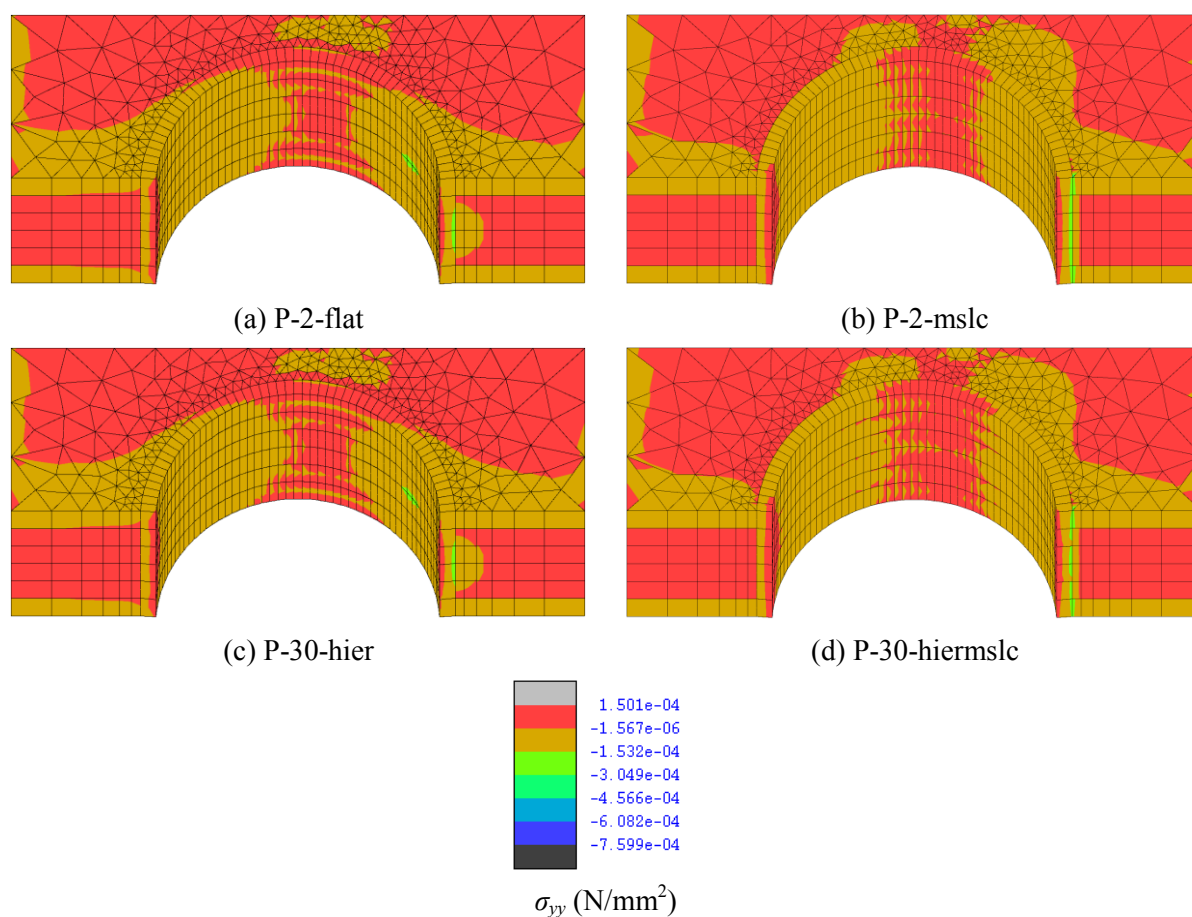 (a) P-2-flat
(b) P-2-mslc
(c) P-30-hier
(d) P-30-hiermslc
1.501e-04
-1.567e-06
-1.532e-04
-3.049e-04
-4.566e-04
-6.082e-04
-7.599e-04
σyy (N/mm²)